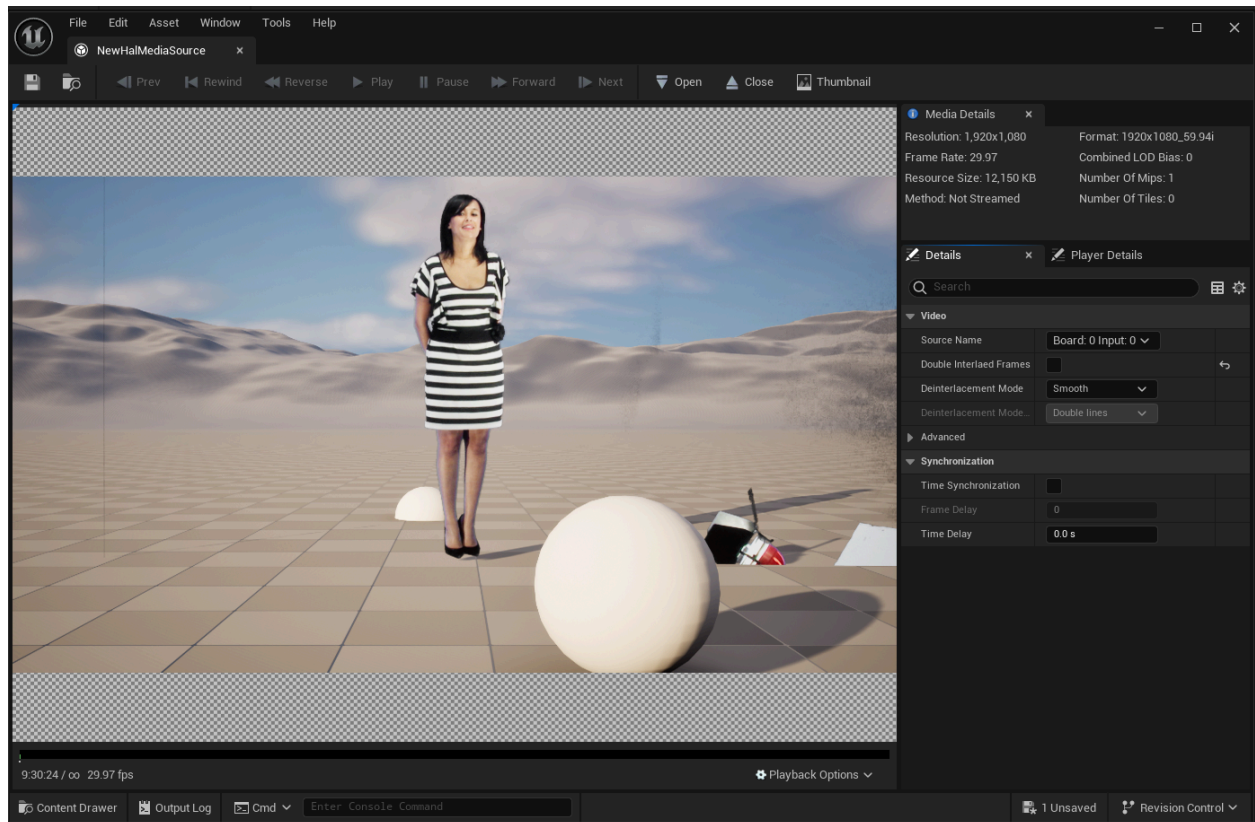 File Edit Asset Window Tools Help
NewHalMediaSource
Prev Rewind Reverse Play Pause Forward Next Open Close Thumbnail
Media Details
Resolution: 1,920x1,080 Format: 1920x1080_59.94i
Frame Rate: 29.97 Combined LOD Bias: 0
Resource Size: 12,150 KB Number Of Mips: 1
Method: Not Streamed Number Of Tiles: 0
Details Player Details
Search
Video
Source Name Board: 0 Input: 0
Double Interlaed Frames
Deinterlacement Mode Smooth
Deinterlacement Mode... Double lines
Advanced
Synchronization
Time Synchronization
Frame Delay 0
Time Delay 0.0 s
9:30:24 / ∞ 29.97 fps Playback Options
Content Drawer Output Log Cmd Enter Console Command 1 Unsaved Revision Control